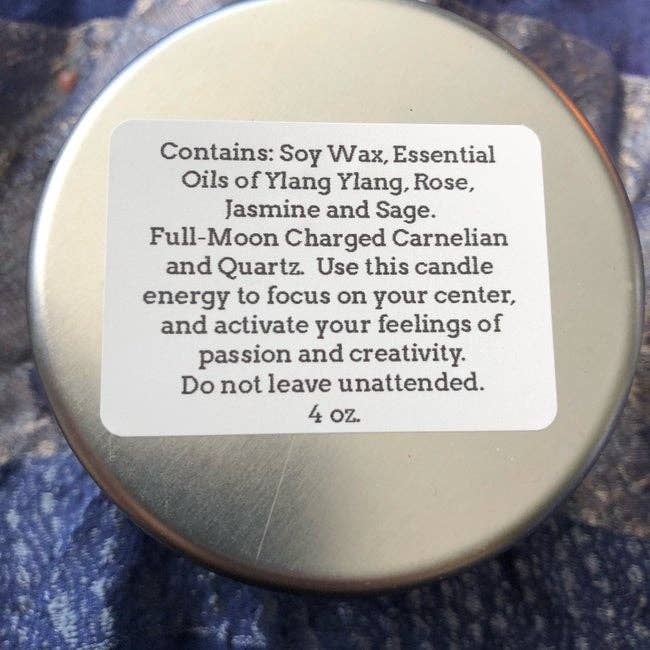 Contains: Soy Wax, Essential
Oils of Ylang Ylang, Rose,
Jasmine and Sage.
Full-Moon Charged Carnelian
and Quartz. Use this candle
energy to focus on your center,
and activate your feelings of
passion and creativity.
Do not leave unattended.
4 oz.